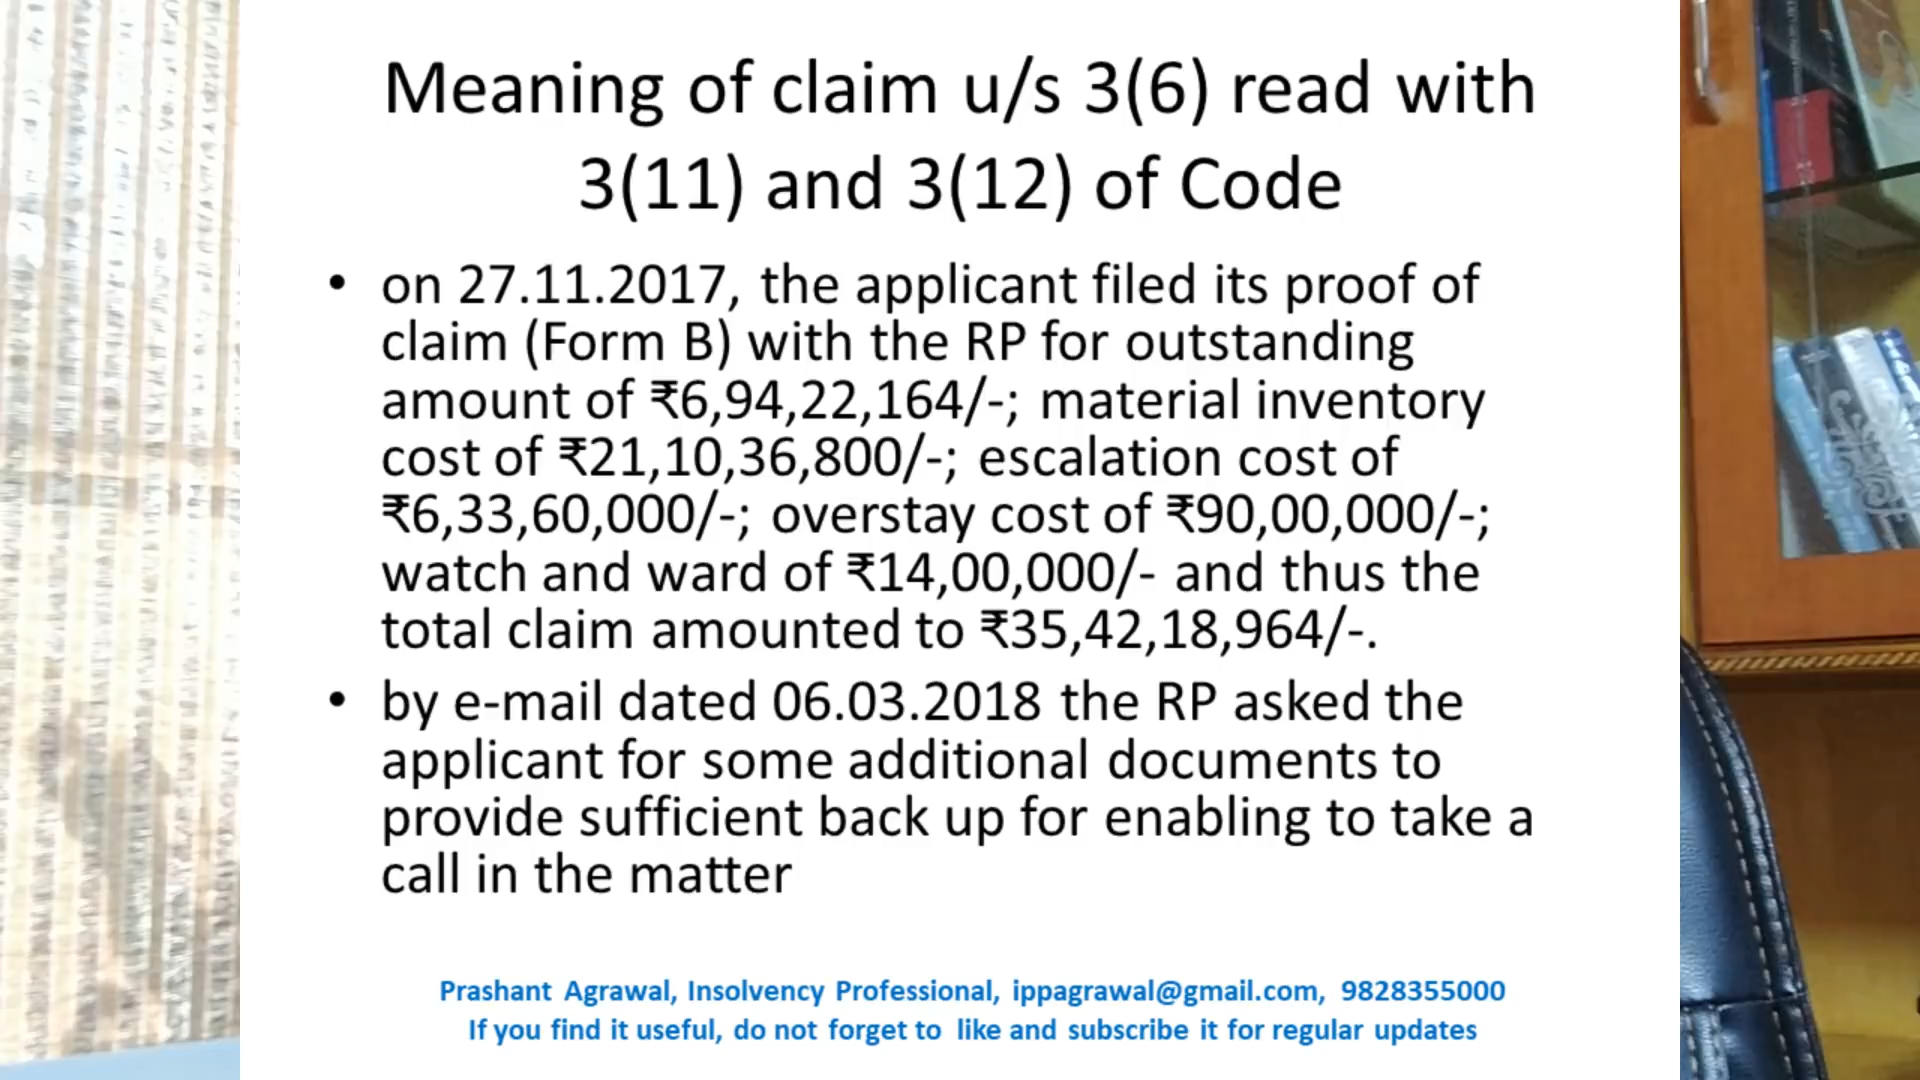 Meaning of claim u/s 3(6) read with
3(11) and 3(12) of Code
• on 27.11.2017, the applicant filed its proof of
claim (Form B) with the RP for outstanding
amount of ₹6,94,22,164/-; material inventory
cost of ₹21,10,36,800/-; escalation cost of
₹6,33,60,000/-; overstay cost of ₹90,00,000/-;
watch and ward of ₹14,00,000/- and thus the
total claim amounted to ₹35,42,18,964/-.
• by e-mail dated 06.03.2018 the RP asked the
applicant for some additional documents to
provide sufficient back up for enabling to take a
call in the matter
Prashant Agrawal, Insolvency Professional, ippagrawal@gmail.com, 9828355000
If you find it useful, do not forget to like and subscribe it for regular updates